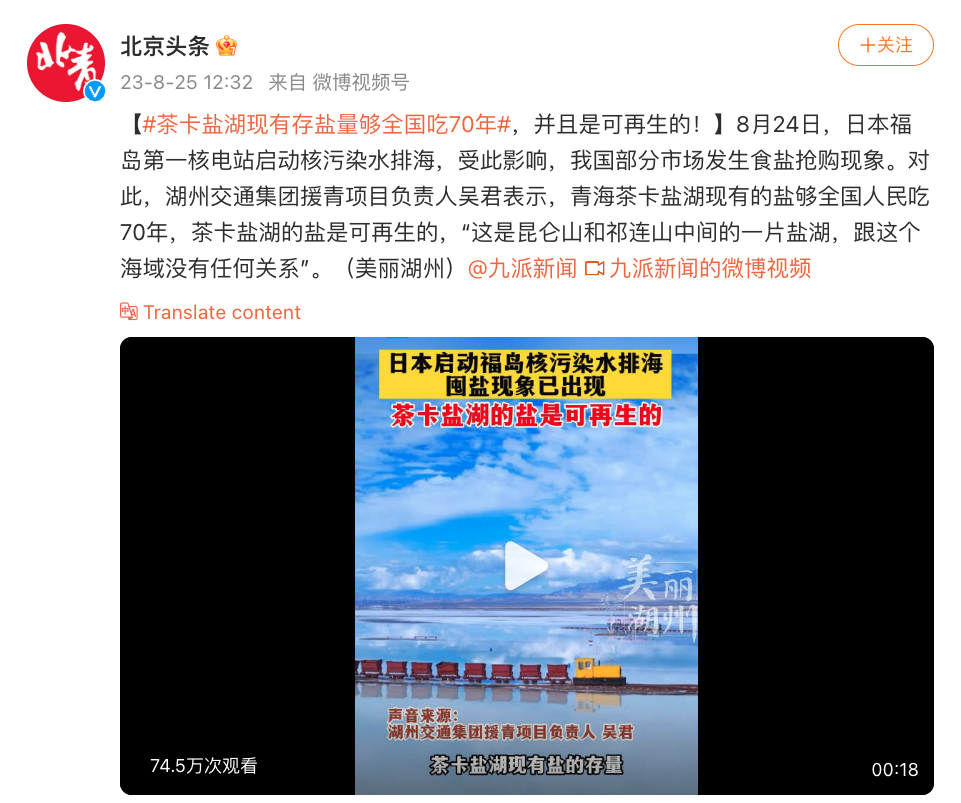 北青
北京头条
+关注
23-8-25 12:32 来自 微博视频号
【#茶卡盐湖现有存盐量够全国吃70年#，并且是可再生的！】8月24日，日本福
岛第一核电站启动核污染水排海，受此影响，我国部分市场发生食盐抢购现象。对
此，湖州交通集团援青项目负责人吴君表示，青海茶卡盐湖现有的盐够全国人民吃
70年，茶卡盐湖的盐是可再生的，“这是昆仑山和祁连山中间的一片盐湖，跟这个
海域没有任何关系”。（美丽湖州）@九派新闻 九派新闻的微博视频
Translate content
日本启动福岛核污染水排海
囤盐现象已出现
茶卡盐湖的盐是可再生的
美丽
湖州
声音来源：
湖州交通集团援青项目负责人 吴君
茶卡盐湖现有盐的存量
74.5万次观看
00:18